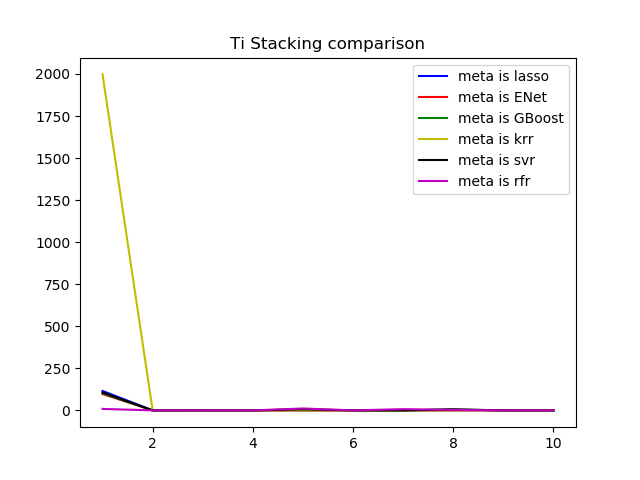 Ti Stacking comparison
2000
1750
1500
1250
1000
750
500
250
0
2
4
6
8
10
meta is lasso
meta is ENet
meta is GBoost
meta is krr
meta is svr
meta is rfr